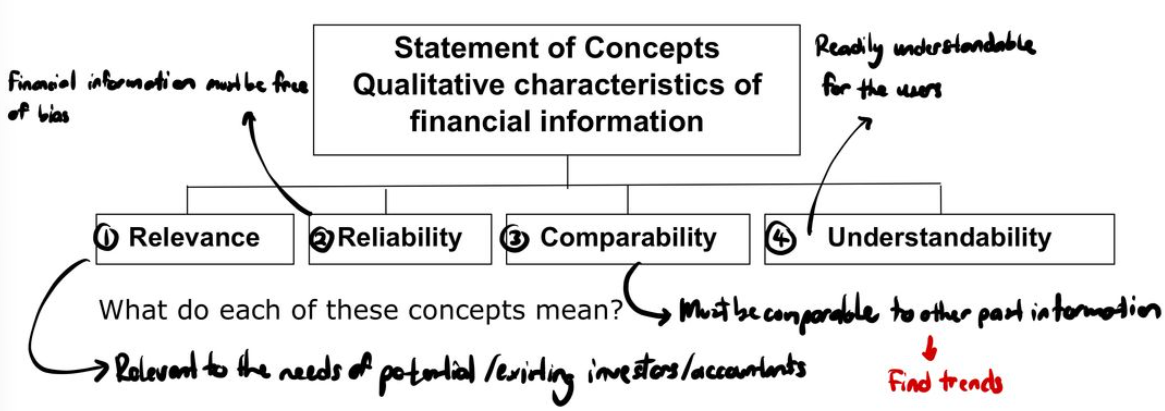 Statement of Concepts
Qualitative characteristics of
financial information
Financial information must be free
of bias
Readily understandable
for the users
① Relevance
② Reliability
③ Comparability
④ Understandability
What do each of these concepts mean?
Must be comparable to other past information
Find trends
Relevant to the needs of potential/existing investors/accountants